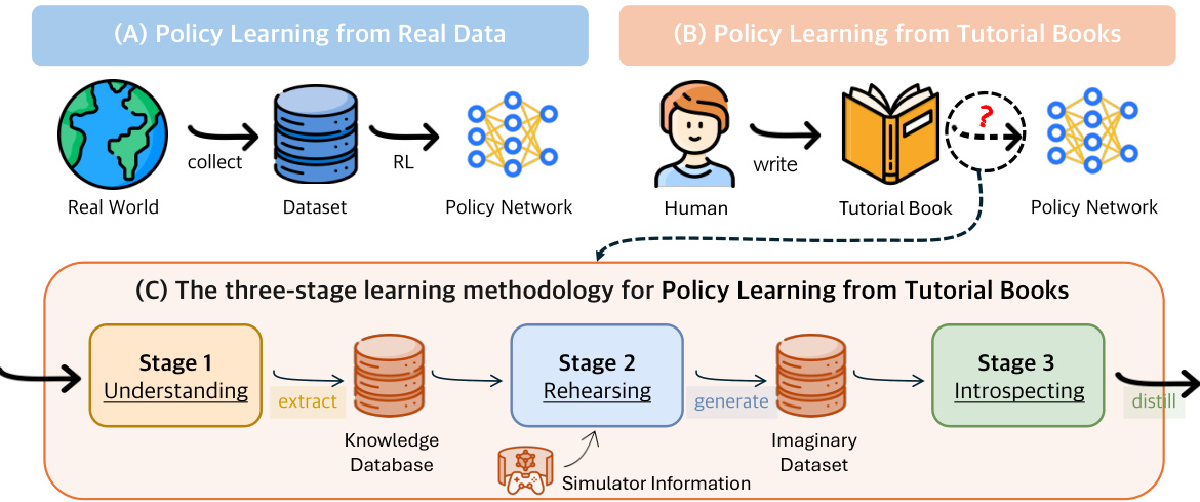 (A) Policy Learning from Real Data
collect
RL
Real World
Dataset
Policy Network
(B) Policy Learning from Tutorial Books
?
write
Human
Tutorial Book
Policy Network
(C) The three-stage learning methodology for Policy Learning from Tutorial Books
Stage 1
Understanding
extract
Knowledge
Database
Stage 2
Rehearsing
Simulator Information
generate
Imaginary
Dataset
Stage 3
Introspecting
distill